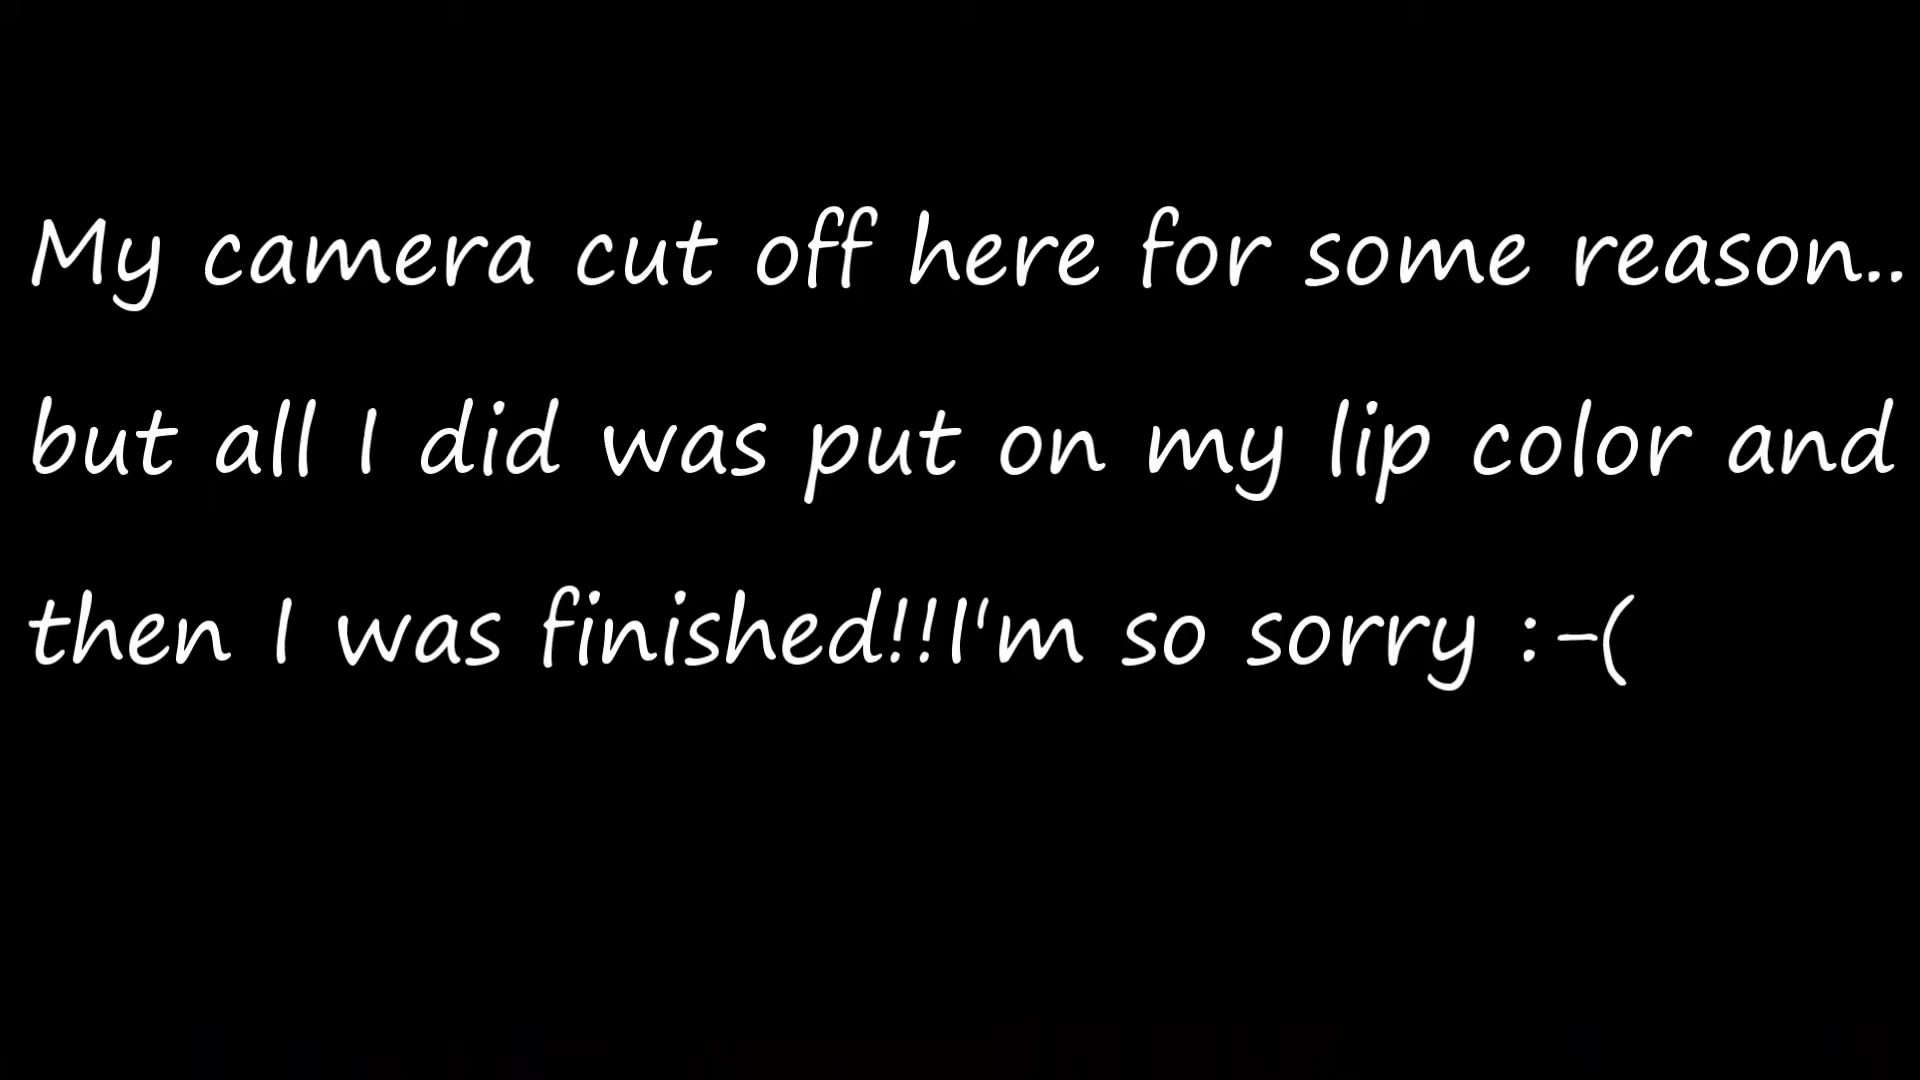 My camera cut off here for some reason..
but all I did was put on my lip color and
then I was finished!!I'm so sorry :-(